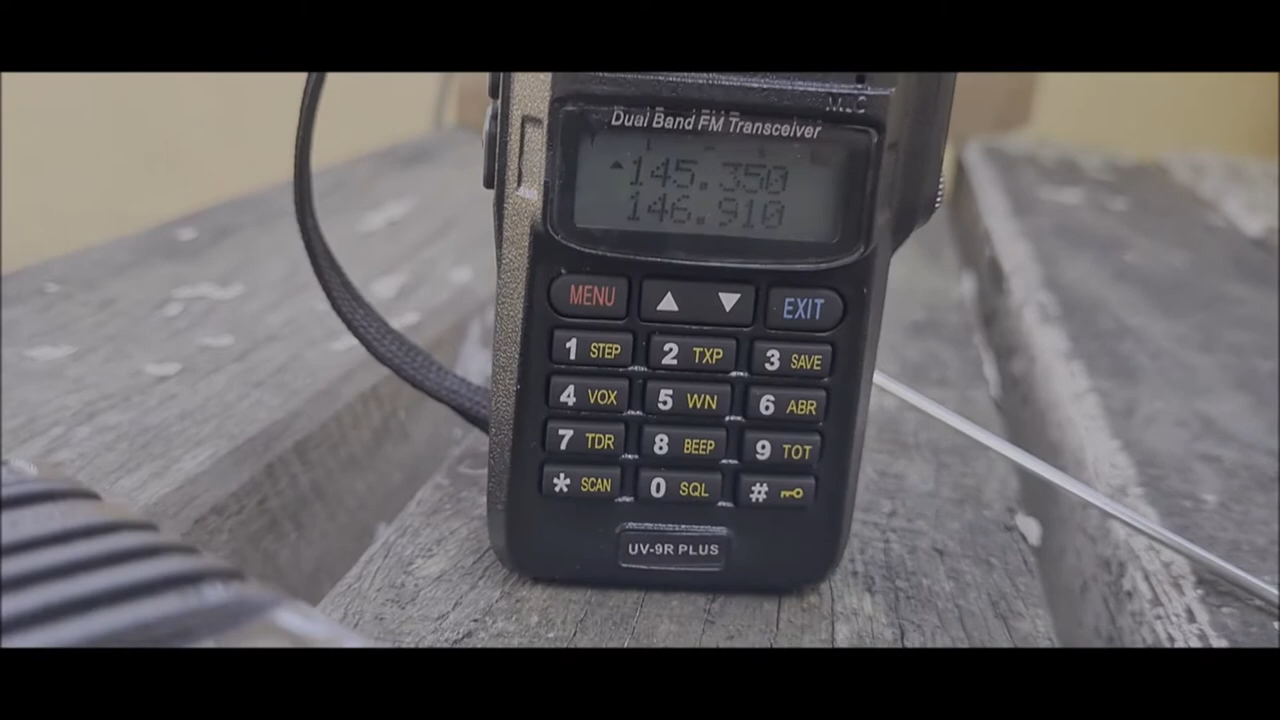 MIC
Dual Band FM Transceiver
145.350
146.910
MENU ▲ ▼ EXIT
1 STEP 2 TXP 3 SAVE
4 VOX 5 WN 6 ABR
7 TDR 8 BEEP 9 TOT
* SCAN 0 SQL #
UV-9R PLUS